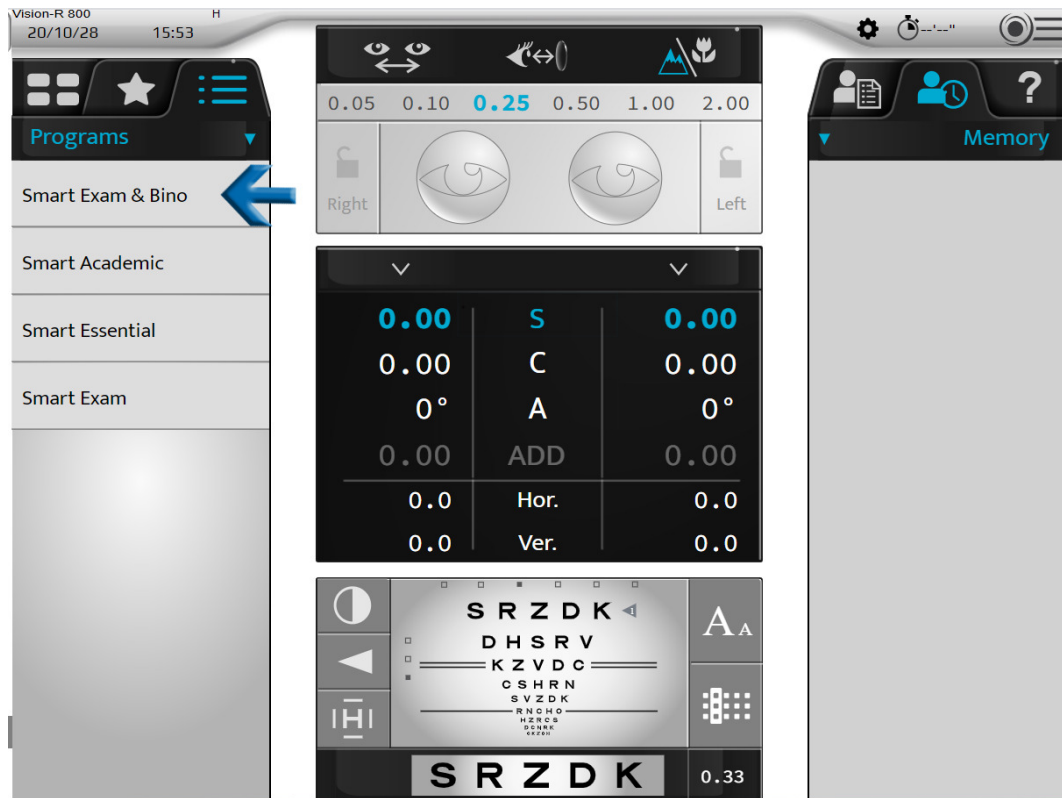 Vision-R 800
H
20/10/28 15:53
--'--"
0.05 0.10 0.25 0.50 1.00 2.00
Programs
?
Memory
Smart Exam & Bino
Right
Left
Smart Academic
Smart Essential
Smart Exam
0.00 S 0.00
0.00 C 0.00
0° A 0°
0.00 ADD 0.00
0.0 Hor. 0.0
0.0 Ver. 0.0
S R Z D K 1
A A
D H S R V
K Z V D C
C S H R N
S V Z D K
R N C H O
H Z R C S
H
S R Z D K 0.33